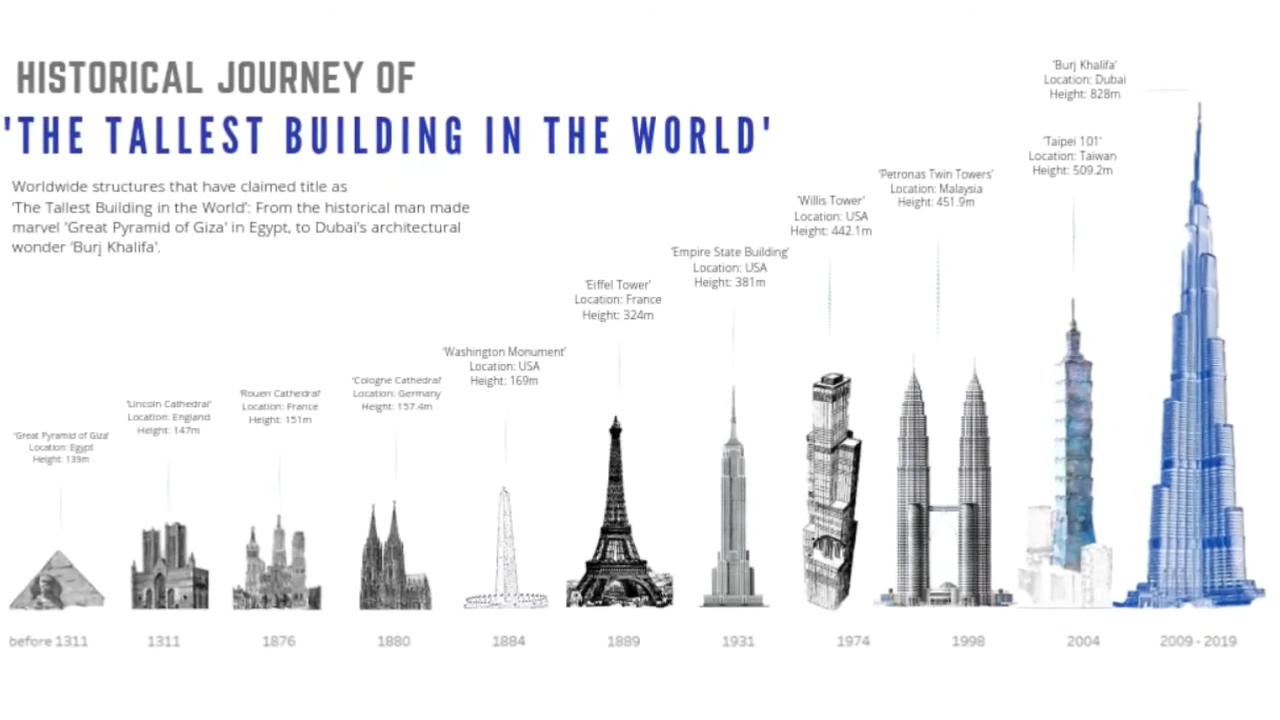 HISTORICAL JOURNEY OF
'THE TALLEST BUILDING IN THE WORLD'
Worldwide structures that have claimed title as
'The Tallest Building in the World': From the historical man made
marvel 'Great Pyramid of Giza' in Egypt, to Dubai's architectural
wonder 'Burj Khalifa'.
'Great Pyramid of Giza'
Location: Egypt
Height: 139m
'Lincoln Cathedral'
Location: England
Height: 147m
'Rouen Cathedral'
Location: France
Height: 151m
'Cologne Cathedral'
Location: Germany
Height: 157.4m
'Washington Monument'
Location: USA
Height: 169m
'Eiffel Tower'
Location: France
Height: 324m
'Empire State Building'
Location: USA
Height: 381m
'Willis Tower'
Location: USA
Height: 442.1m
'Petronas Twin Towers'
Location: Malaysia
Height: 451.9m
'Taipei 101'
Location: Taiwan
Height: 509.2m
'Burj Khalifa'
Location: Dubai
Height: 828m
before 1311
1311
1876
1880
1884
1889
1931
1974
1998
2004
2009 - 2019